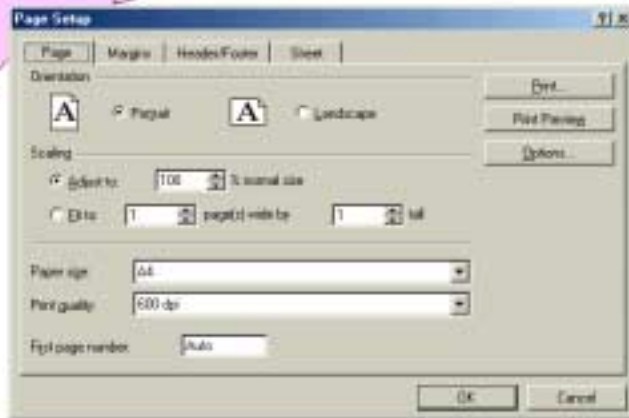 Page Setup
Page Margins Header/Footer Sheet
Orientation
A Portrait A Landscape
Print...
Print Preview
Options...
Scaling
Adjust to: 100 % normal size
Fit to: 1 page(s) wide by 1 tall
Paper size: A4
Print quality: 600 dpi
First page number: Auto
OK Cancel